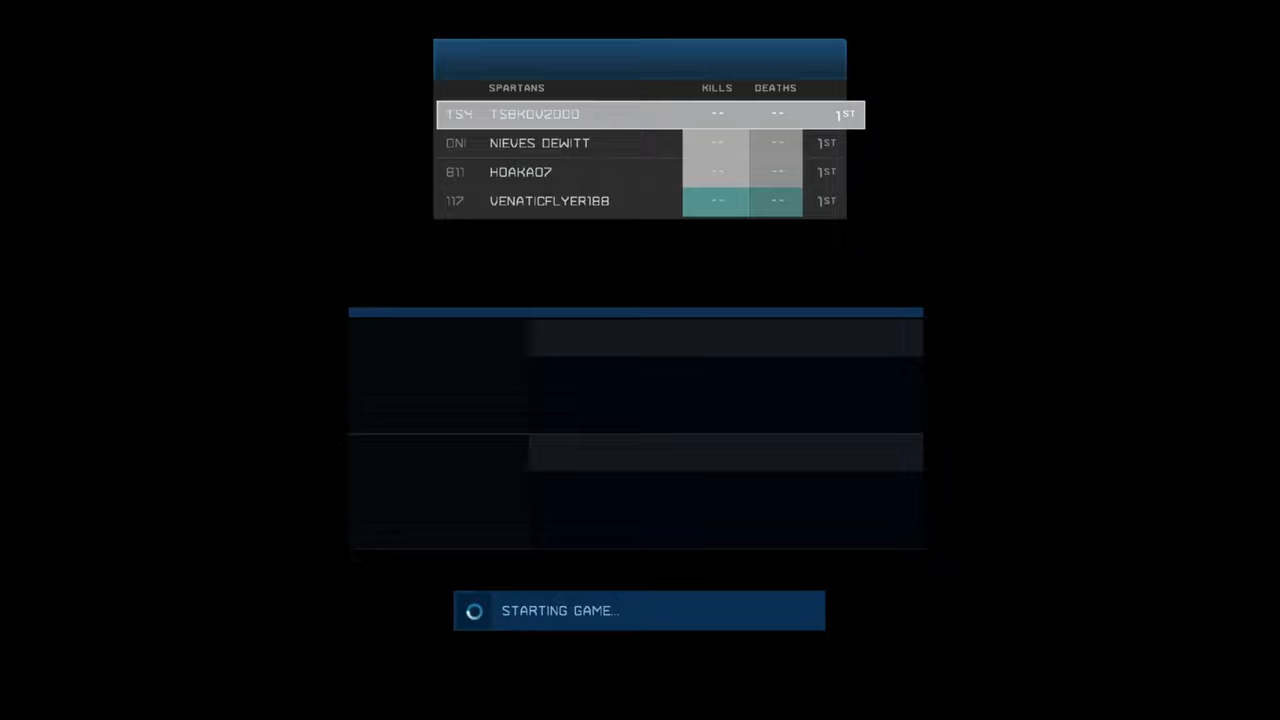 SPARTANS KILLS DEATHS
TS4 TSBKOV2000 -- -- 1ST
ONI NIEVES DEWITT -- -- 1ST
811 HOAKA07 -- -- 1ST
117 VENATICFLYER188 -- -- 1ST
STARTING GAME...